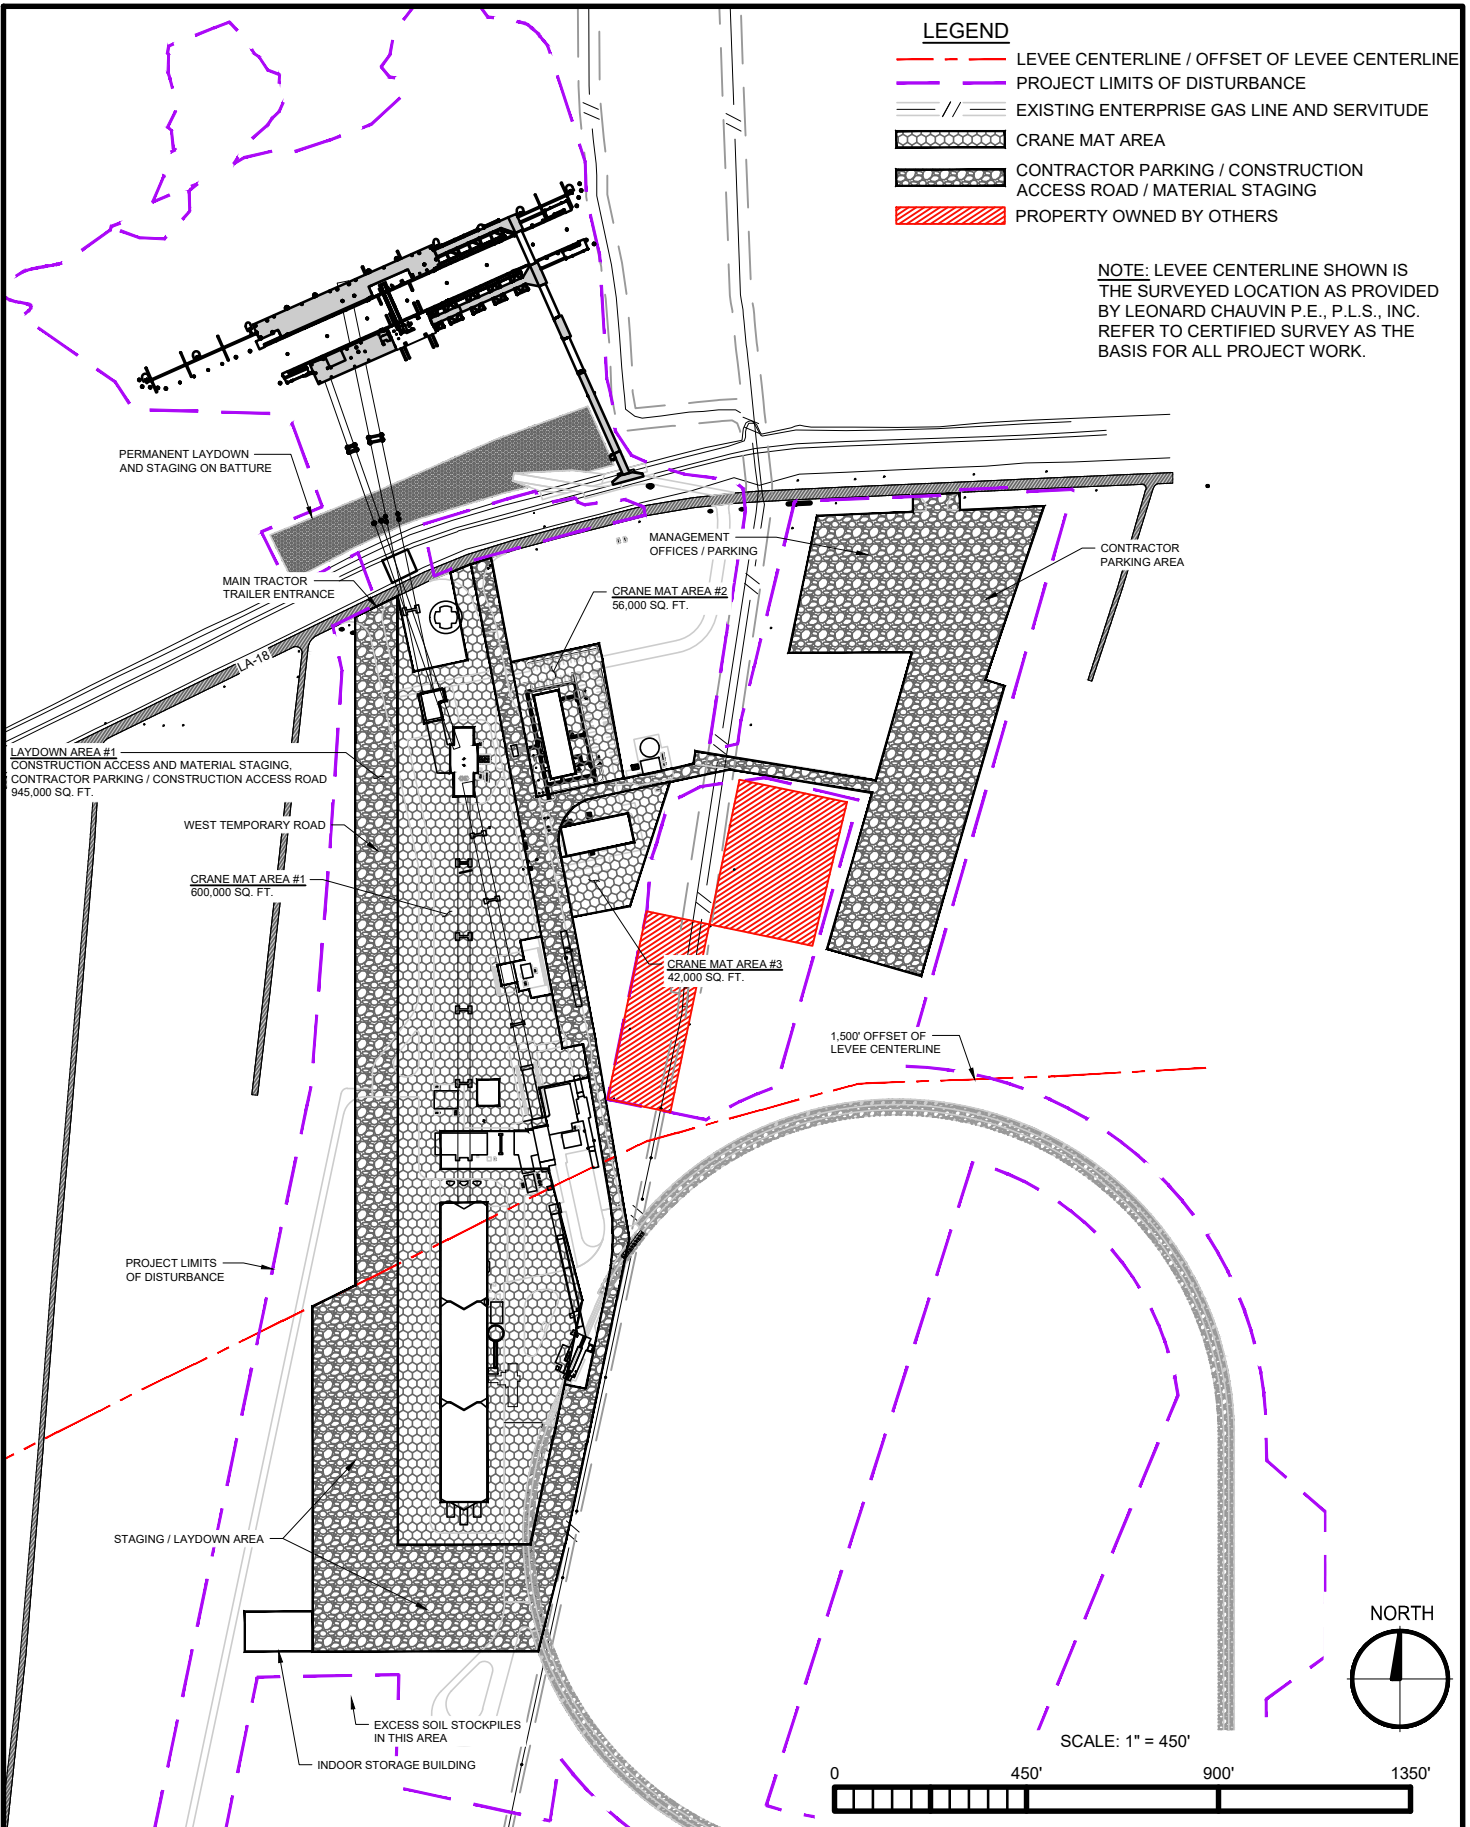 LEGEND
LEVEE CENTERLINE / OFFSET OF LEVEE CENTERLINE
PROJECT LIMITS OF DISTURBANCE
EXISTING ENTERPRISE GAS LINE AND SERVITUDE
CRANE MAT AREA
CONTRACTOR PARKING / CONSTRUCTION
ACCESS ROAD / MATERIAL STAGING
PROPERTY OWNED BY OTHERS
NOTE: LEVEE CENTERLINE SHOWN IS
THE SURVEYED LOCATION AS PROVIDED
BY LEONARD CHAUVIN P.E., P.L.S., INC.
REFER TO CERTIFIED SURVEY AS THE
BASIS FOR ALL PROJECT WORK.
PERMANENT LAYDOWN
AND STAGING ON BATTURE
MANAGEMENT
OFFICES / PARKING
CONTRACTOR
PARKING AREA
MAIN TRACTOR
TRAILER ENTRANCE
CRANE MAT AREA #2
56,000 SQ. FT.
LA-18
LAYDOWN AREA #1
CONSTRUCTION ACCESS AND MATERIAL STAGING,
CONTRACTOR PARKING / CONSTRUCTION ACCESS ROAD
945,000 SQ. FT.
WEST TEMPORARY ROAD
CRANE MAT AREA #1
600,000 SQ. FT.
CRANE MAT AREA #3
42,000 SQ. FT.
1,500' OFFSET OF
LEVEE CENTERLINE
PROJECT LIMITS
OF DISTURBANCE
STAGING / LAYDOWN AREA
EXCESS SOIL STOCKPILES
IN THIS AREA
INDOOR STORAGE BUILDING
NORTH
SCALE: 1" = 450'
0 450' 900' 1350'